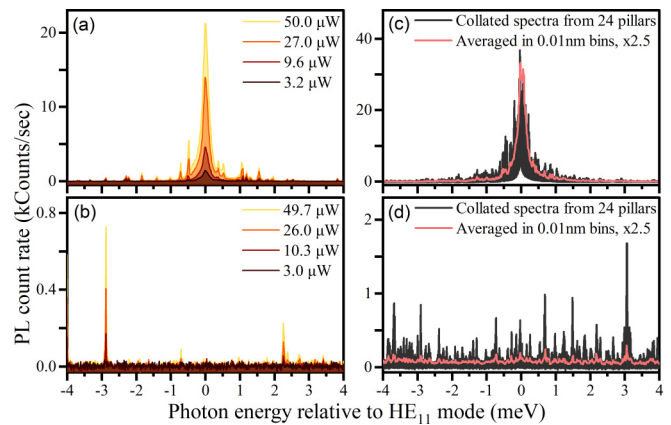 PL count rate (kCounts/sec)
(a)
50.0 μW
27.0 μW
9.6 μW
3.2 μW
20
10
0
(c)
Collated spectra from 24 pillars
Averaged in 0.01nm bins, x2.5
40
20
0
(b)
49.7 μW
26.0 μW
10.3 μW
3.0 μW
0.8
0.4
0.0
-4 -3 -2 -1 0 1 2 3 4
(d)
Collated spectra from 24 pillars
Averaged in 0.01nm bins, x2.5
2
1
0
-4 -3 -2 -1 0 1 2 3 4
Photon energy relative to HE11 mode (meV)